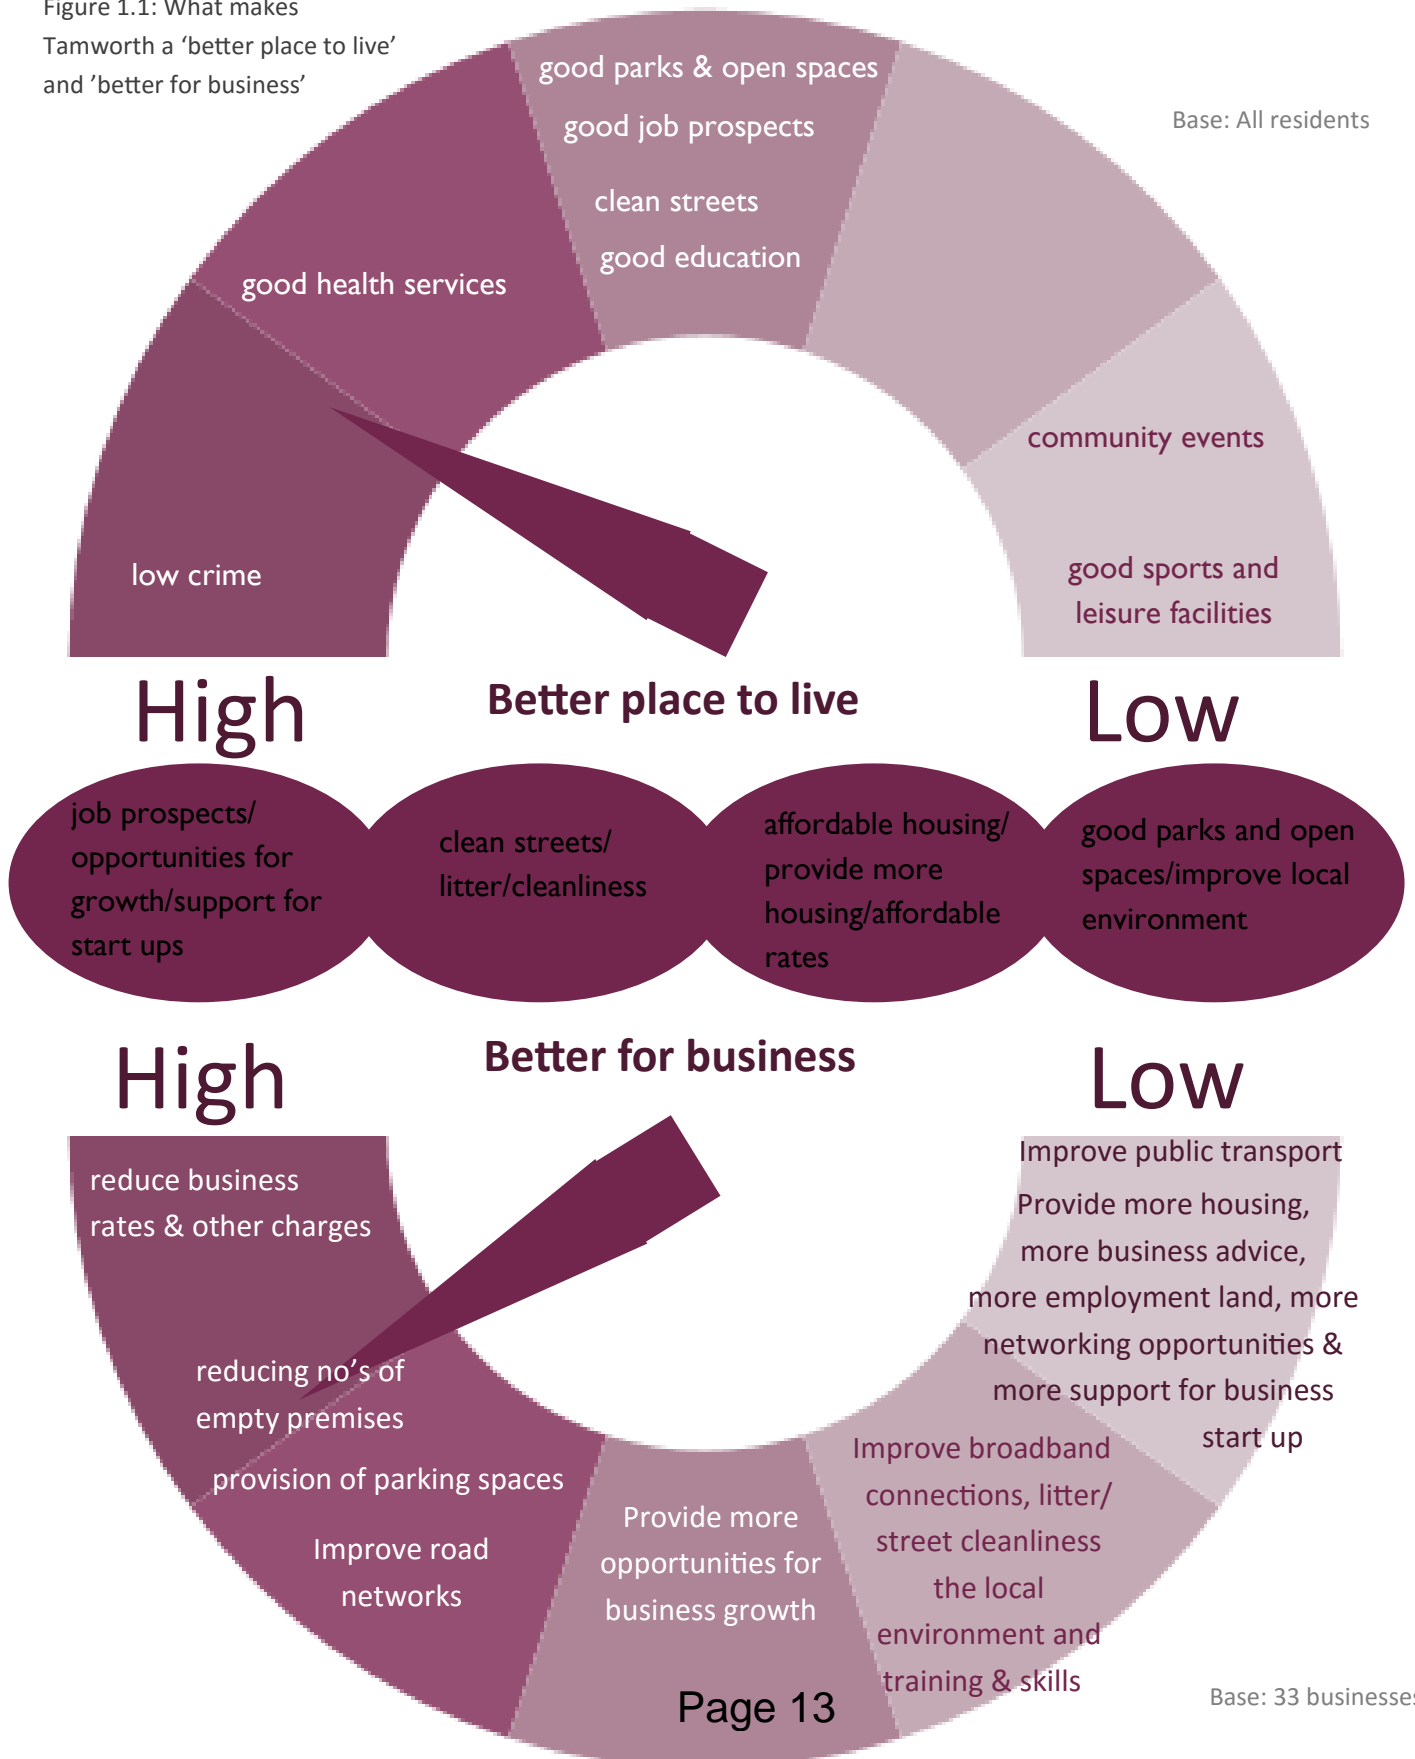 Figure 1.1: What makes
Tamworth a ‘better place to live’
and ’better for business’
Base: All residents
good parks & open spaces
good job prospects
clean streets
good education
good health services
low crime
community events
good sports and
leisure facilities
High
Better place to live
Low
job prospects/
opportunities for
growth/support for
start ups
clean streets/
litter/cleanliness
affordable housing/
provide more
housing/affordable
rates
good parks and open
spaces/improve local
environment
High
Better for business
Low
reduce business
rates & other charges
reducing no’s of
empty premises
provision of parking spaces
Improve road
networks
Provide more
opportunities for
business growth
Improve broadband
connections, litter/
street cleanliness
the local
environment and
training & skills
Improve public transport
Provide more housing,
more business advice,
more employment land, more
networking opportunities &
more support for business
start up
Page 13
Base: 33 businesses